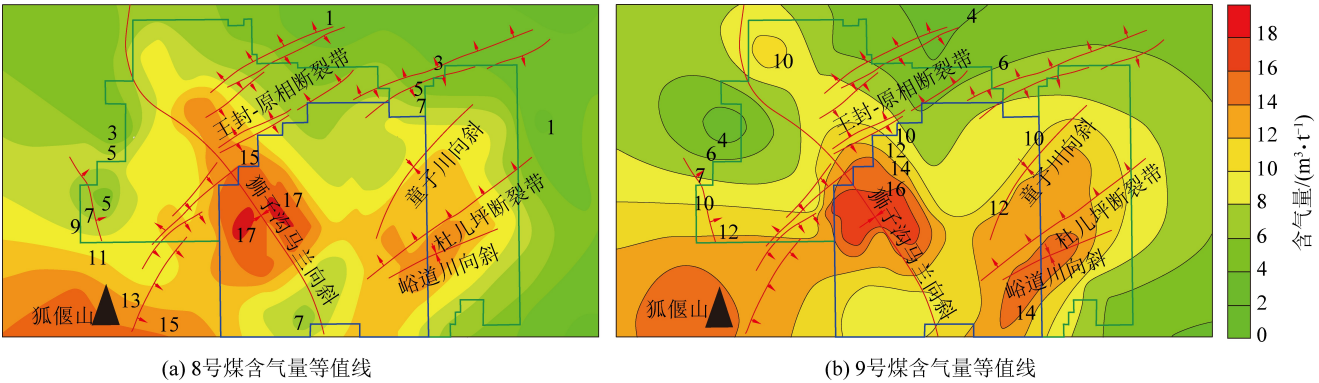 1
3
5
7
1
3
5
5
7
9
11
13
15
15
17
17
7
王封-原相断裂带
狮子沟马兰向斜
童子川向斜
杜儿坪断裂带
峪道川向斜
狐偃山
(a) 8号煤含气量等值线
4
6
10
4
6
7
10
12
10
12
14
16
10
12
14
王封-原相断裂带
狮子沟马兰向斜
童子川向斜
杜儿坪断裂带
峪道川向斜
狐偃山
(b) 9号煤含气量等值线
18
16
14
12
10
8
6
4
2
0
含气量/(m³·t⁻¹)